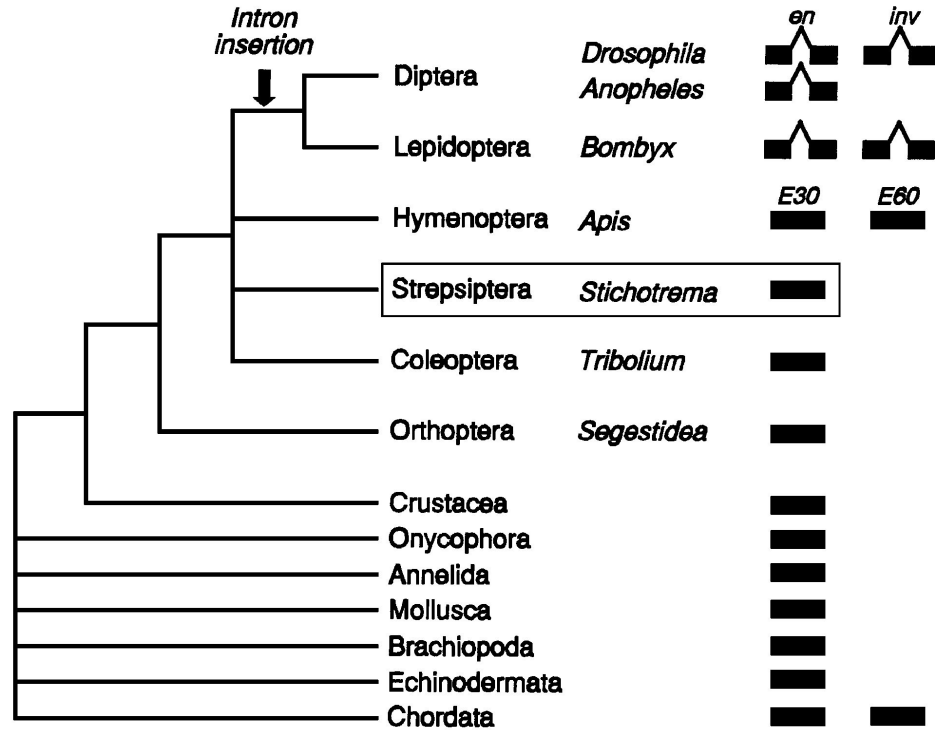 Intron
insertion
en inv
Diptera Drosophila
Anopheles
Lepidoptera Bombyx
E30 E60
Hymenoptera Apis
Strepsiptera Stichotrema
Coleoptera Tribolium
Orthoptera Segestidea
Crustacea
Onycophora
Annelida
Mollusca
Brachiopoda
Echinodermata
Chordata